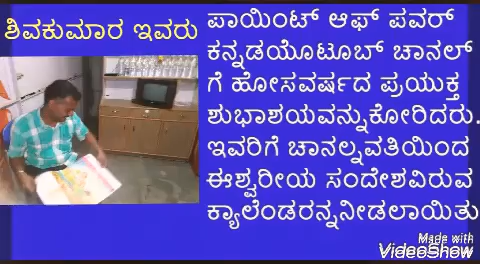 ಶಿವಕುಮಾರ ಇವರು
ಪಾಯಿಂಟ್ ಆಫ್ ಪವರ್
ಕನ್ನಡಯೊಟೂಬ್ ಚಾನಲ್
ಗೆ ಹೋಸವರ್ಷದ ಪ್ರಯುಕ್ತ
ಶುಭಾಶಯವನ್ನುಕೋರಿದರು.
ಇವರಿಗೆ ಚಾನಲ್ನವತಿಯಿಂದ
ಈಶ್ವರೀಯ ಸಂದೇಶವಿರುವ
ಕ್ಯಾಲೆಂಡರನ್ನನೀಡಲಾಯಿತು
Made with
VideoShow